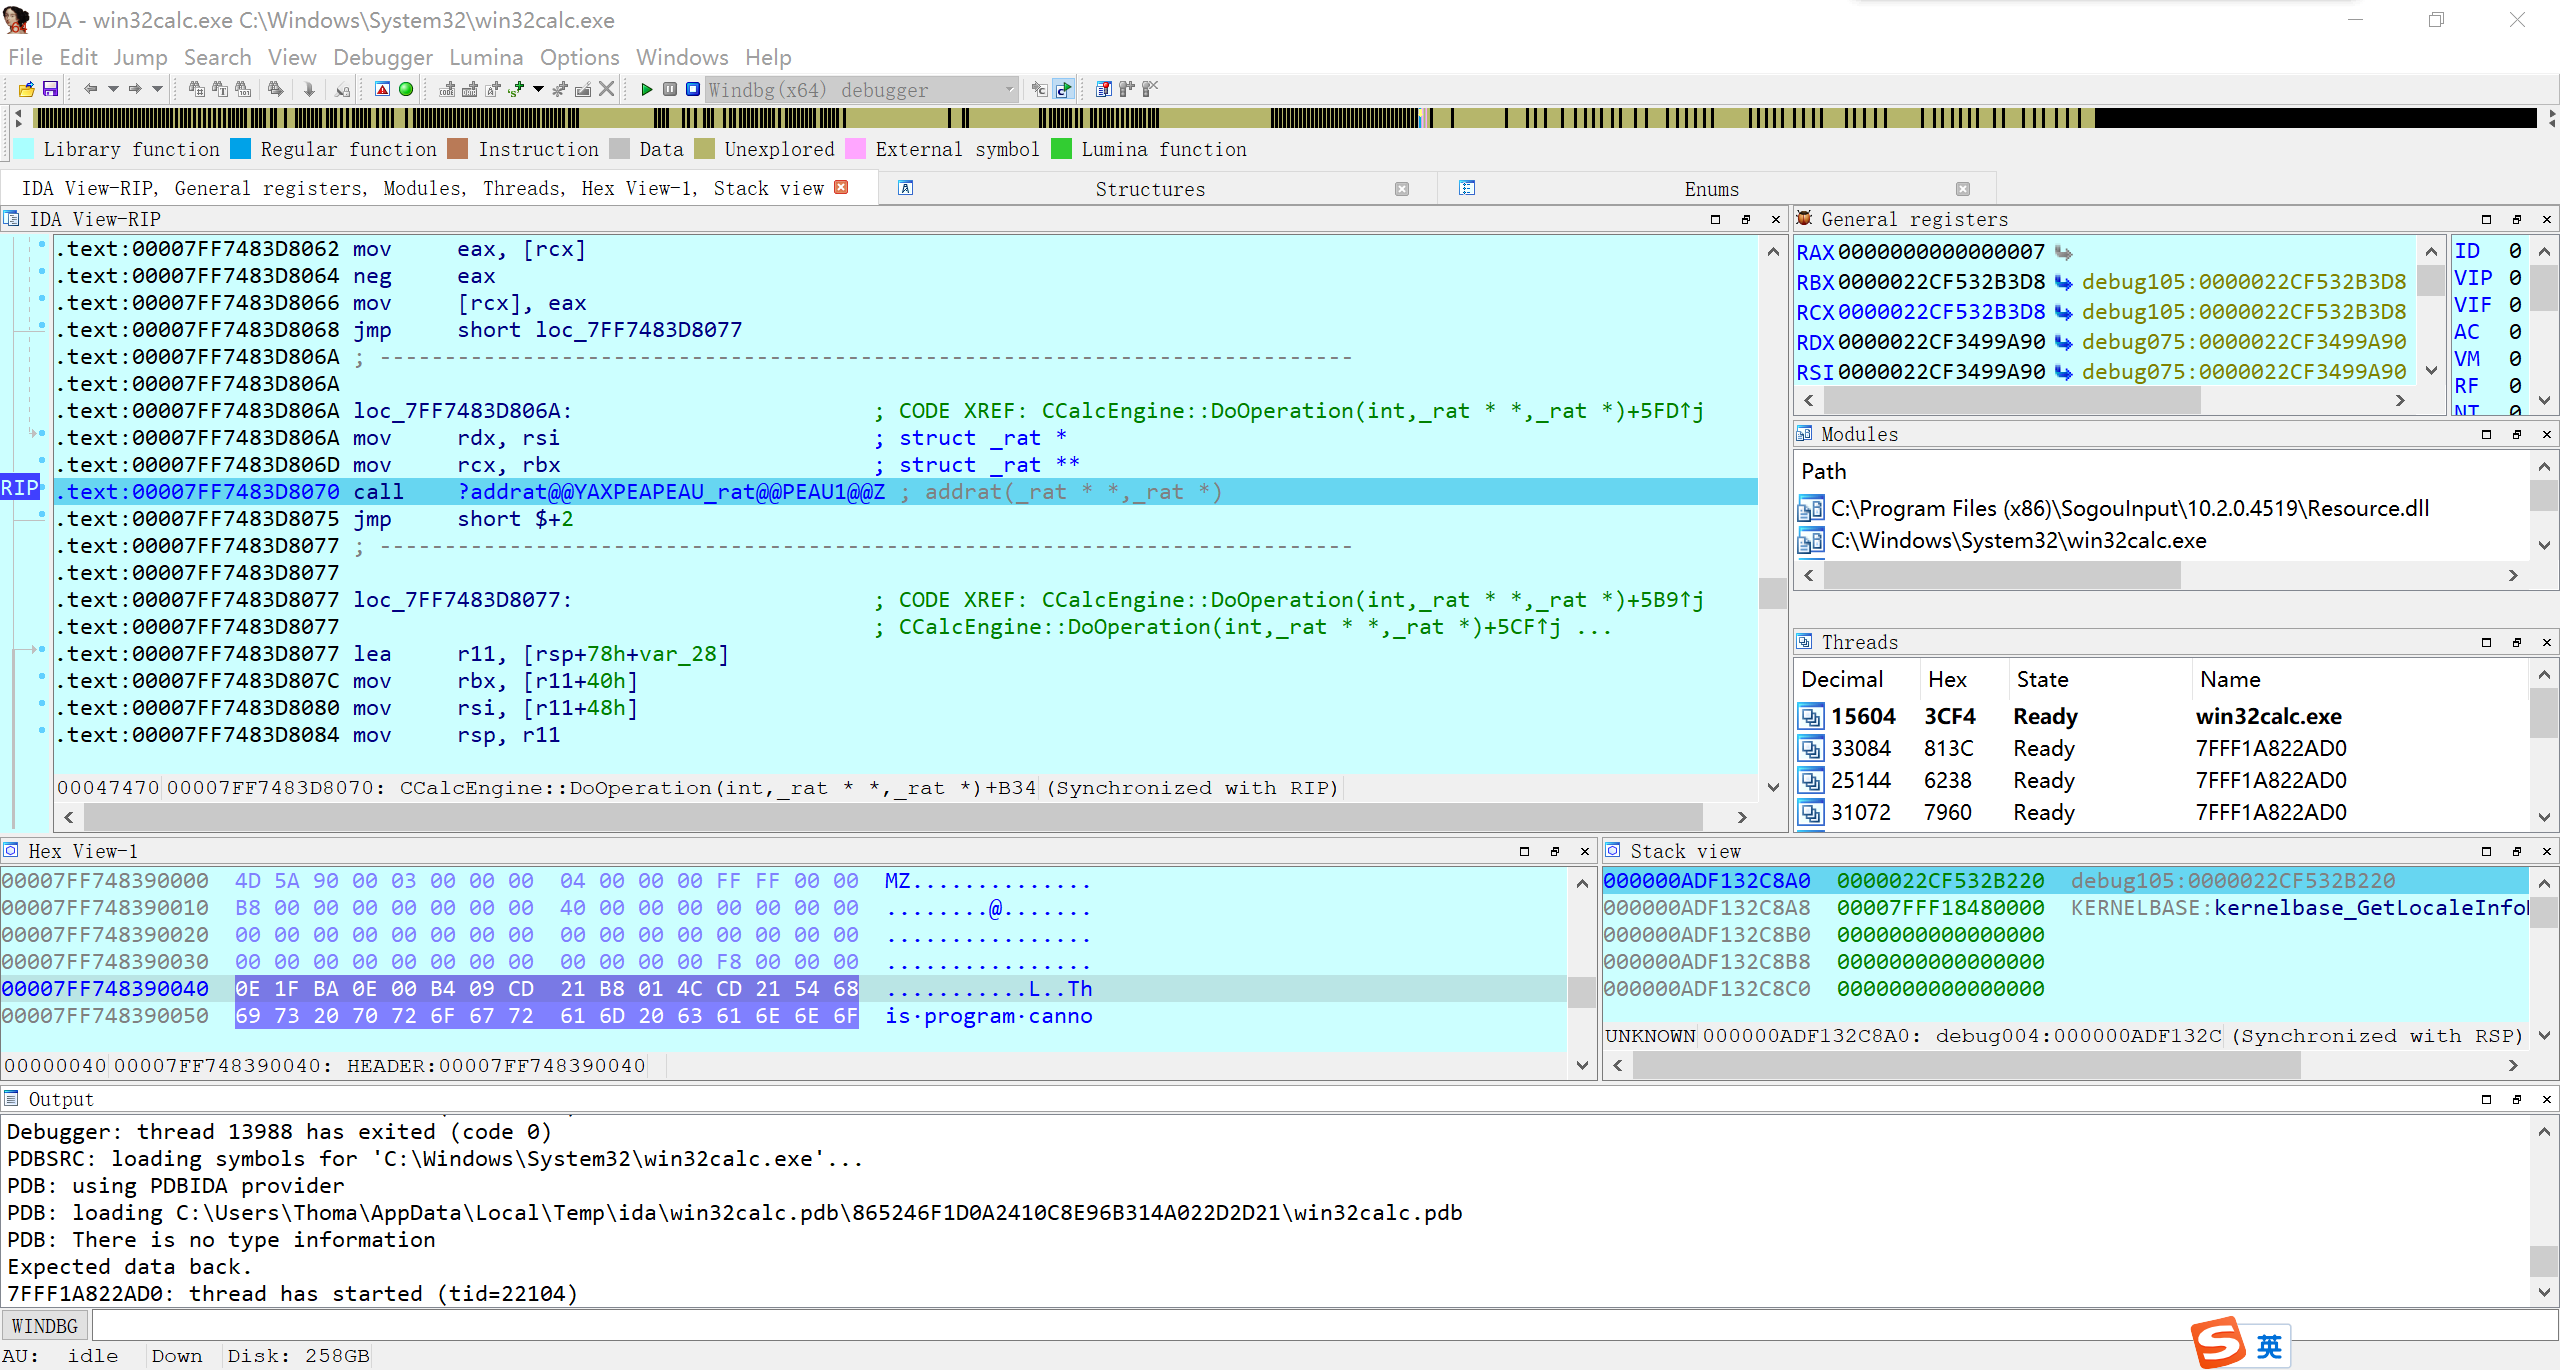 IDA - win32calc.exe C:\Windows\System32\win32calc.exe
File Edit Jump Search View Debugger Lumina Options Windows Help
Windbg(x64) debugger
Library function Regular function Instruction Data Unexplored External symbol Lumina function
IDA View-RIP, General registers, Modules, Threads, Hex View-1, Stack view Structures Enums
IDA View-RIP
.text:00007FF7483D8062 mov eax, [rcx]
.text:00007FF7483D8064 neg eax
.text:00007FF7483D8066 mov [rcx], eax
.text:00007FF7483D8068 jmp short loc_7FF7483D8077
.text:00007FF7483D806A ; ---------------------------------------------------------------------------
.text:00007FF7483D806A
.text:00007FF7483D806A loc_7FF7483D806A: ; CODE XREF: CCalcEngine::DoOperation(int,_rat * *,_rat *)+5FD↑j
.text:00007FF7483D806A mov rdx, rsi ; struct _rat *
.text:00007FF7483D806D mov rcx, rbx ; struct _rat **
RIP .text:00007FF7483D8070 call ?addrat@@YAXPEAPEAU_rat@@PEAU1@@Z ; addrat(_rat * *,_rat *)
.text:00007FF7483D8075 jmp short $+2
.text:00007FF7483D8077 ; ---------------------------------------------------------------------------
.text:00007FF7483D8077
.text:00007FF7483D8077 loc_7FF7483D8077: ; CODE XREF: CCalcEngine::DoOperation(int,_rat * *,_rat *)+5B9↑j
.text:00007FF7483D8077 ; CCalcEngine::DoOperation(int,_rat * *,_rat *)+5CF↑j ...
.text:00007FF7483D8077 lea r11, [rsp+78h+var_28]
.text:00007FF7483D807C mov rbx, [r11+40h]
.text:00007FF7483D8080 mov rsi, [r11+48h]
.text:00007FF7483D8084 mov rsp, r11
00047470 00007FF7483D8070: CCalcEngine::DoOperation(int,_rat * *,_rat *)+B34 (Synchronized with RIP)
General registers
RAX 0000000000000007
RBX 0000022CF532B3D8 debug105:0000022CF532B3D8
RCX 0000022CF532B3D8 debug105:0000022CF532B3D8
RDX 0000022CF3499A90 debug075:0000022CF3499A90
RSI 0000022CF3499A90 debug075:0000022CF3499A90
ID 0
VIP 0
VIF 0
AC 0
VM 0
RF 0
NT 0
Modules
Path
C:\Program Files (x86)\SogouInput\10.2.0.4519\Resource.dll
C:\Windows\System32\win32calc.exe
Threads
Decimal Hex State Name
15604 3CF4 Ready win32calc.exe
33084 813C Ready 7FFF1A822AD0
25144 6238 Ready 7FFF1A822AD0
31072 7960 Ready 7FFF1A822AD0
Hex View-1
00007FF748390000 4D 5A 90 00 03 00 00 00 04 00 00 00 FF FF 00 00 MZ..............
00007FF748390010 B8 00 00 00 00 00 00 00 40 00 00 00 00 00 00 00 ........@.......
00007FF748390020 00 00 00 00 00 00 00 00 00 00 00 00 00 00 00 00 ................
00007FF748390030 00 00 00 00 00 00 00 00 00 00 00 00 F8 00 00 00 ................
00007FF748390040 0E 1F BA 0E 00 B4 09 CD 21 B8 01 4C CD 21 54 68 ...........L..Th
00007FF748390050 69 73 20 70 72 6F 67 72 61 6D 20 63 61 6E 6E 6F is·program·canno
00000040 00007FF748390040: HEADER:00007FF748390040
Stack view
000000ADF132C8A0 0000022CF532B220 debug105:0000022CF532B220
000000ADF132C8A8 00007FFF18480000 KERNELBASE:kernelbase_GetLocaleInfo
000000ADF132C8B0 0000000000000000
000000ADF132C8B8 0000000000000000
000000ADF132C8C0 0000000000000000
UNKNOWN 000000ADF132C8A0: debug004:000000ADF132C (Synchronized with RSP)
Output
Debugger: thread 13988 has exited (code 0)
PDBSRC: loading symbols for 'C:\Windows\System32\win32calc.exe'...
PDB: using PDBIDA provider
PDB: loading C:\Users\Thoma\AppData\Local\Temp\ida\win32calc.pdb\865246F1D0A2410C8E96B314A022D2D21\win32calc.pdb
PDB: There is no type information
Expected data back.
7FFF1A822AD0: thread has started (tid=22104)
WINDBG
AU: idle Down Disk: 258GB
S 英